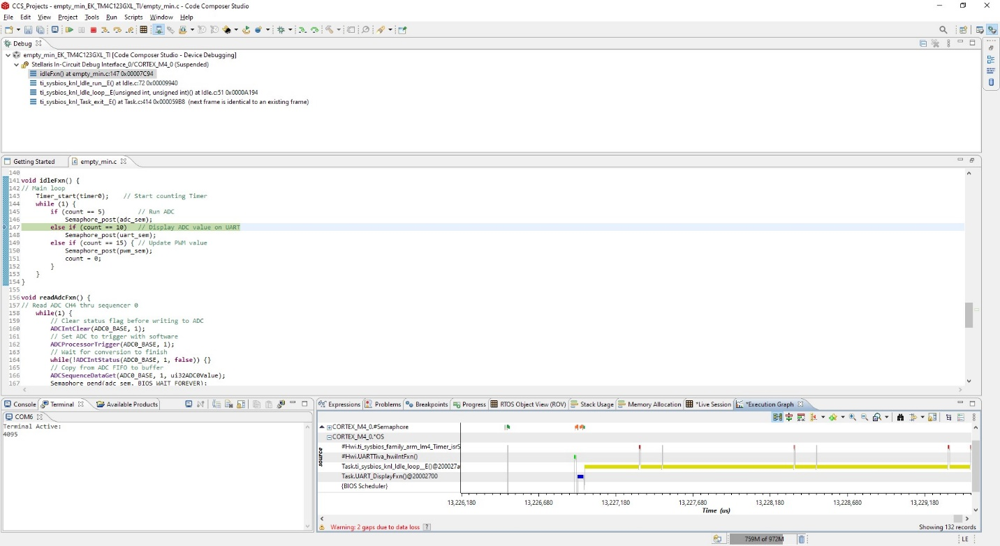 CCS_Projects - empty_min_EK_TM4C123GXL_TI/empty_min.c - Code Composer Studio
File Edit View Project Tools Run Scripts Window Help
Debug
empty_min_EK_TM4C123GXL_TI [Code Composer Studio - Device Debugging]
Stellaris In-Circuit Debug Interface_0/CORTEX_M4_0 (Suspended)
idleFxn() at empty_min.c:147 0x00007C94
ti_sysbios_knl_Idle_run__E() at Idle.c:72 0x00009940
ti_sysbios_knl_Idle_loop__E(unsigned int, unsigned int)() at Idle.c:51 0x0000A194
ti_sysbios_knl_Task_exit__E() at Task.c:414 0x000059B8 (next frame is identical to an existing frame)
Getting Started empty_min.c
140
141 void idleFxn() {
142 // Main loop
143 Timer_start(timer0); // Start counting Timer
144 while (1) {
145 if (count == 5) // Run ADC
146 Semaphore_post(adc_sem);
147 else if (count == 10) // Display ADC value on UART
148 Semaphore_post(uart_sem);
149 else if (count == 15) { // Update PWM value
150 Semaphore_post(pwm_sem);
151 count = 0;
152 }
153 }
154 }
155
156 void readAdcFxn() {
157 // Read ADC CH4 thru sequencer 0
158 while(1) {
159 // Clear status flag before writing to ADC
160 ADCIntClear(ADC0_BASE, 1);
161 // Set ADC to trigger with software
162 ADCProcessorTrigger(ADC0_BASE, 1);
163 // Wait for conversion to finish
164 while(!ADCIntStatus(ADC0_BASE, 1, false)) {}
165 // Copy from ADC FIFO to buffer
166 ADCSequenceDataGet(ADC0_BASE, 1, ui32ADC0Value);
167 Semaphore_pend(adc_sem, BIOS_WAIT_FOREVER);
Console Terminal Available Products
COM6
Terminal Active:
4095
Expressions Problems Breakpoints Progress RTOS Object View (ROV) Stack Usage Memory Allocation *Live Session *Execution Graph
source
CORTEX_M4_0.#Semaphore
CORTEX_M4_0.*OS
#Hwi.ti_sysbios_family_arm_lm4_Timer_isrS
#Hwi.UARTTiva_hwiIntFxn()
Task.ti_sysbios_knl_Idle_loop__E()@200027a
Task.UART_DisplayFxn()@20002700
{BIOS Scheduler}
13,226,180 13,226,680 13,227,180 13,227,680 13,228,180 13,228,680 13,229,180
Time (us)
Warning: 2 gaps due to data loss ?
Showing 132 records
759M of 972M
LE